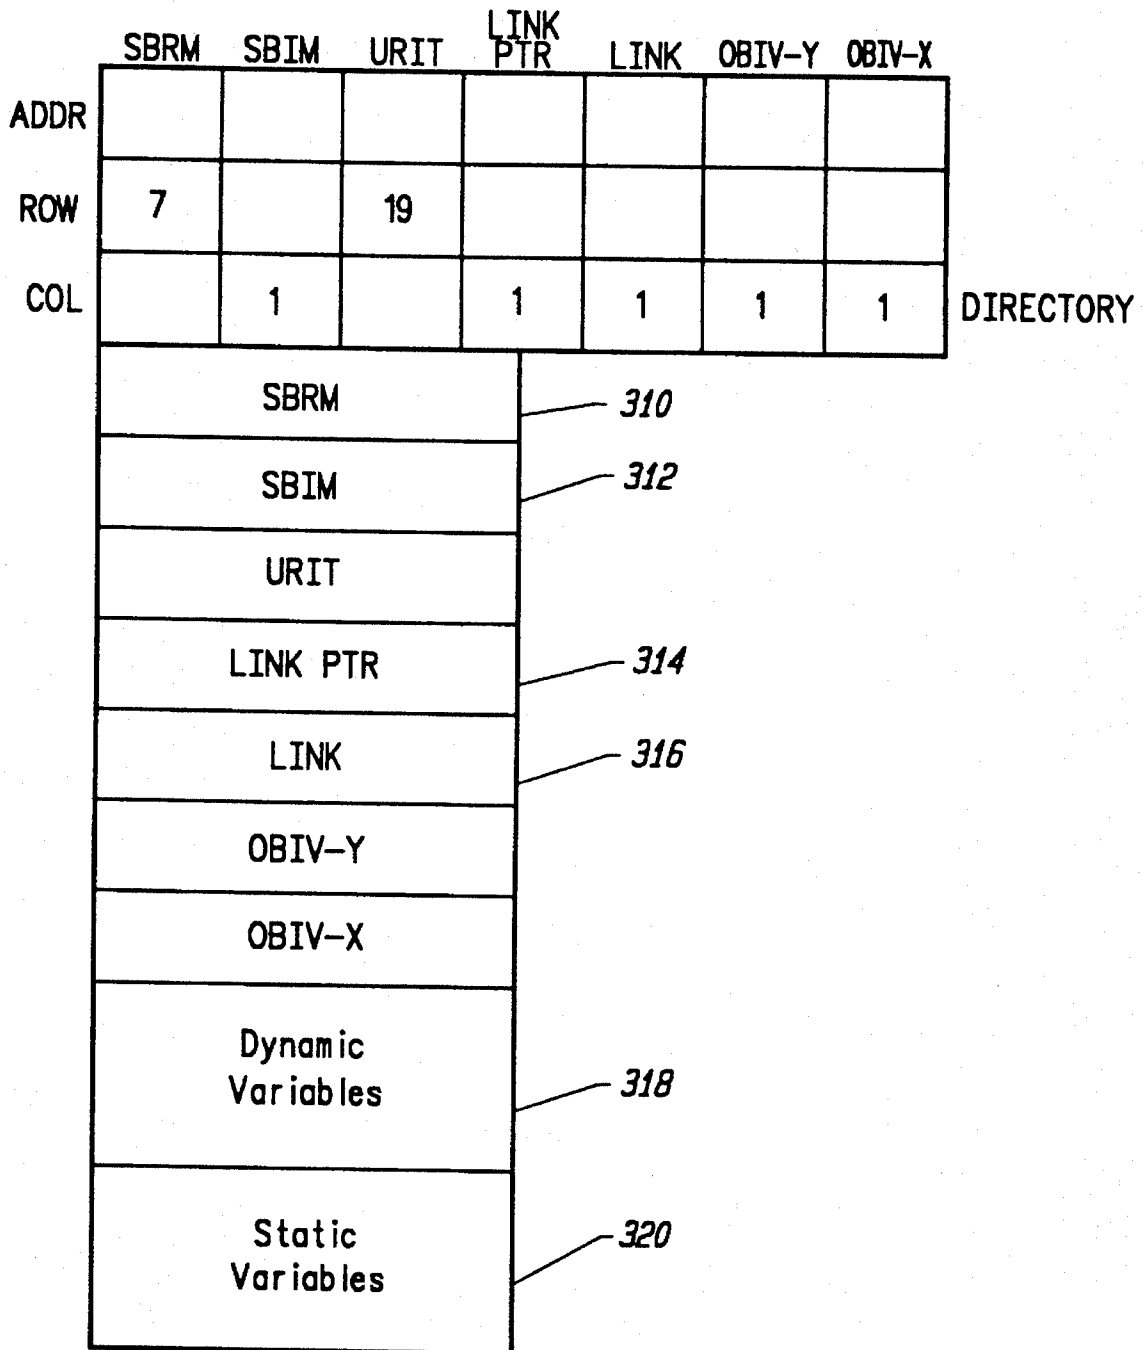 SBRM SBIM URIT LINK PTR LINK OBIV-Y OBIV-X
ADDR
ROW 7 19
COL 1 1 1 1 1 DIRECTORY
SBRM 310
SBIM 312
URIT
LINK PTR 314
LINK 316
OBIV-Y
OBIV-X
Dynamic
Variables 318
Static 320
Variables